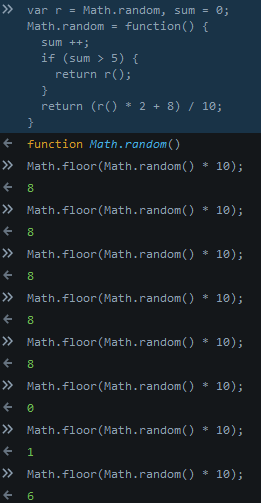 » var r = Math.random, sum = 0;
Math.random = function() {
  sum ++;
  if (sum > 5) {
    return r();
  }
  return (r() * 2 + 8) / 10;
}
← function Math.random()
» Math.floor(Math.random() * 10);
← 8
» Math.floor(Math.random() * 10);
← 8
» Math.floor(Math.random() * 10);
← 8
» Math.floor(Math.random() * 10);
← 8
» Math.floor(Math.random() * 10);
← 8
» Math.floor(Math.random() * 10);
← 0
» Math.floor(Math.random() * 10);
← 1
» Math.floor(Math.random() * 10);
← 6